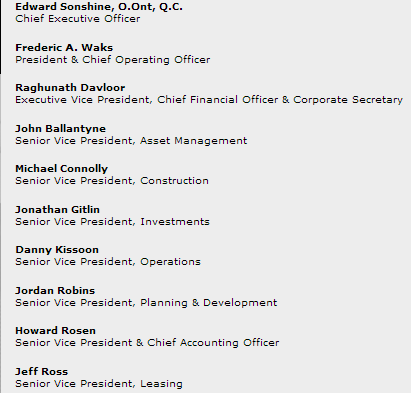 Edward Sonshine, O.Ont, Q.C.
Chief Executive Officer
Frederic A. Waks
President & Chief Operating Officer
Raghunath Davloor
Executive Vice President, Chief Financial Officer & Corporate Secretary
John Ballantyne
Senior Vice President, Asset Management
Michael Connolly
Senior Vice President, Construction
Jonathan Gitlin
Senior Vice President, Investments
Danny Kissoon
Senior Vice President, Operations
Jordan Robins
Senior Vice President, Planning & Development
Howard Rosen
Senior Vice President & Chief Accounting Officer
Jeff Ross
Senior Vice President, Leasing